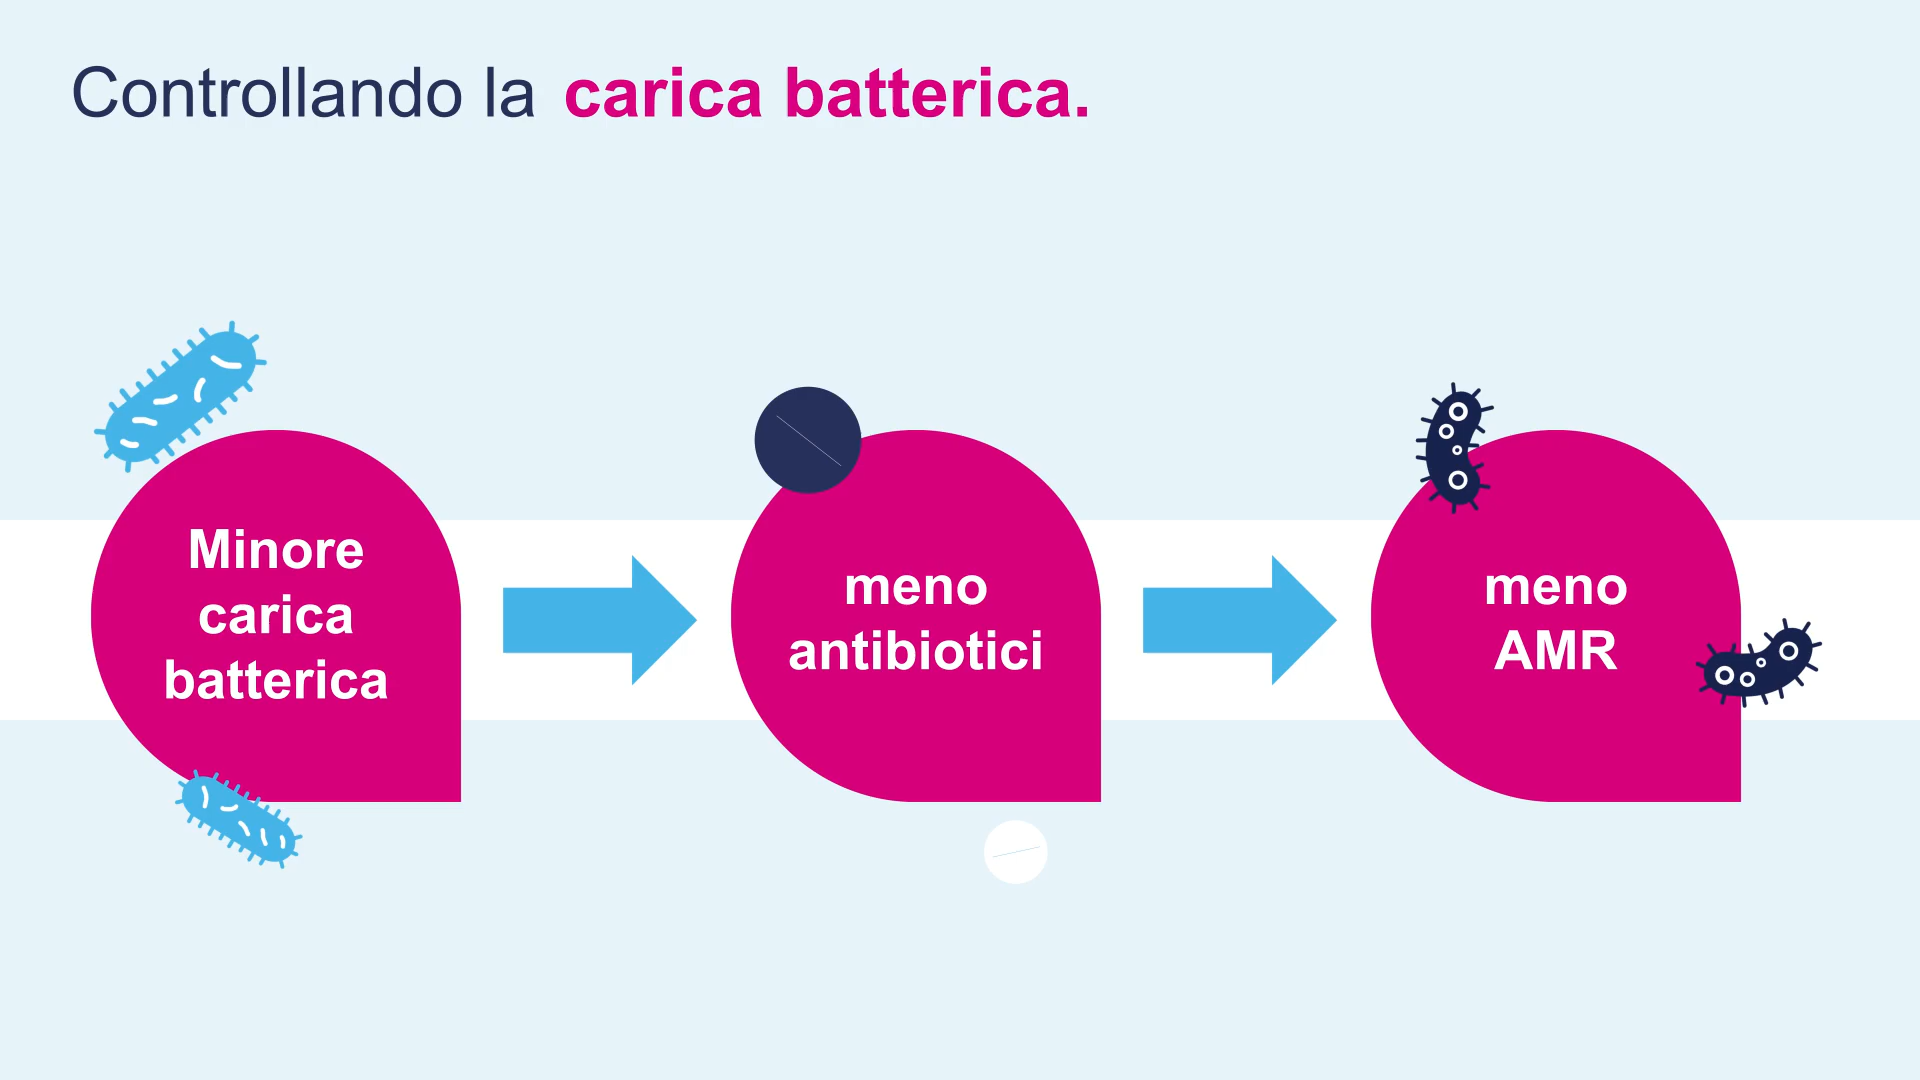 Controllando la carica batterica.
Minore
carica
batterica
meno
antibiotici
meno
AMR